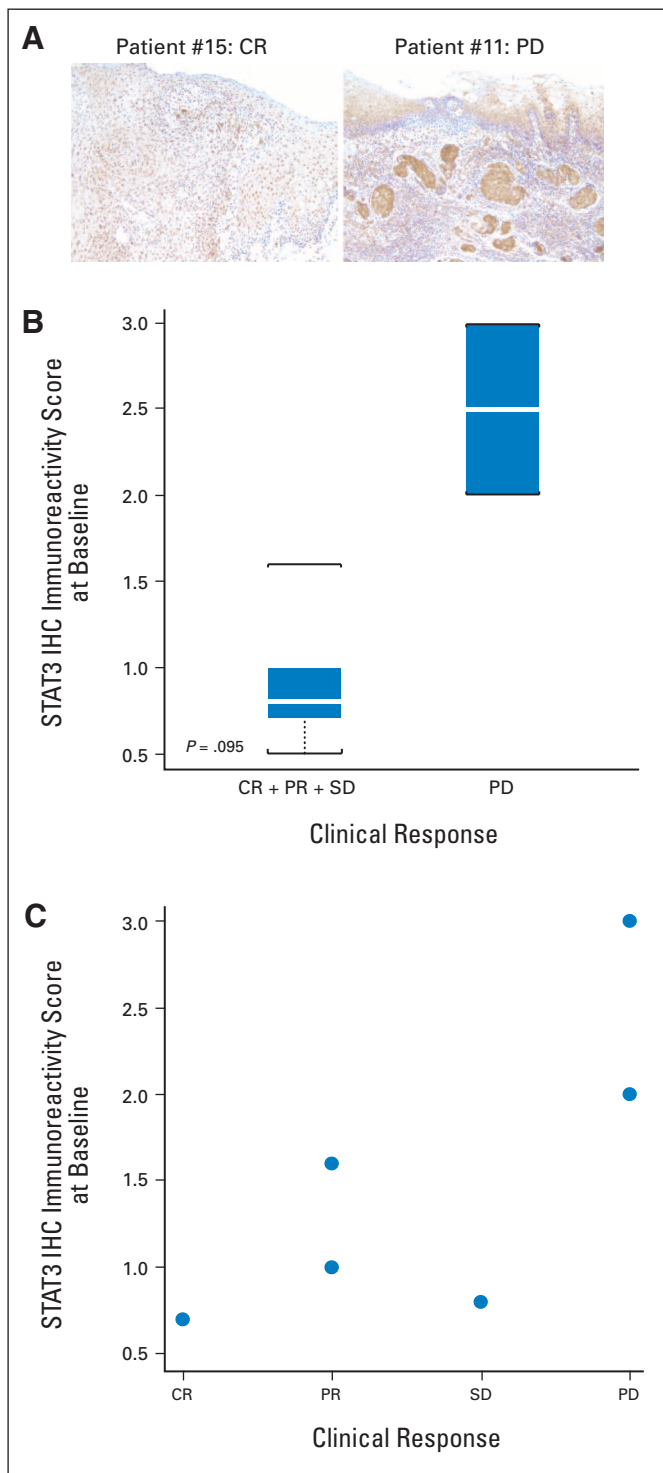 A
Patient #15: CR
Patient #11: PD
B
STAT3 IHC Immunoreactivity Score
at Baseline
3.0
2.5
2.0
1.5
1.0
0.5
P = .095
CR + PR + SD
PD
Clinical Response
C
STAT3 IHC Immunoreactivity Score
at Baseline
3.0
2.5
2.0
1.5
1.0
0.5
CR
PR
SD
PD
Clinical Response